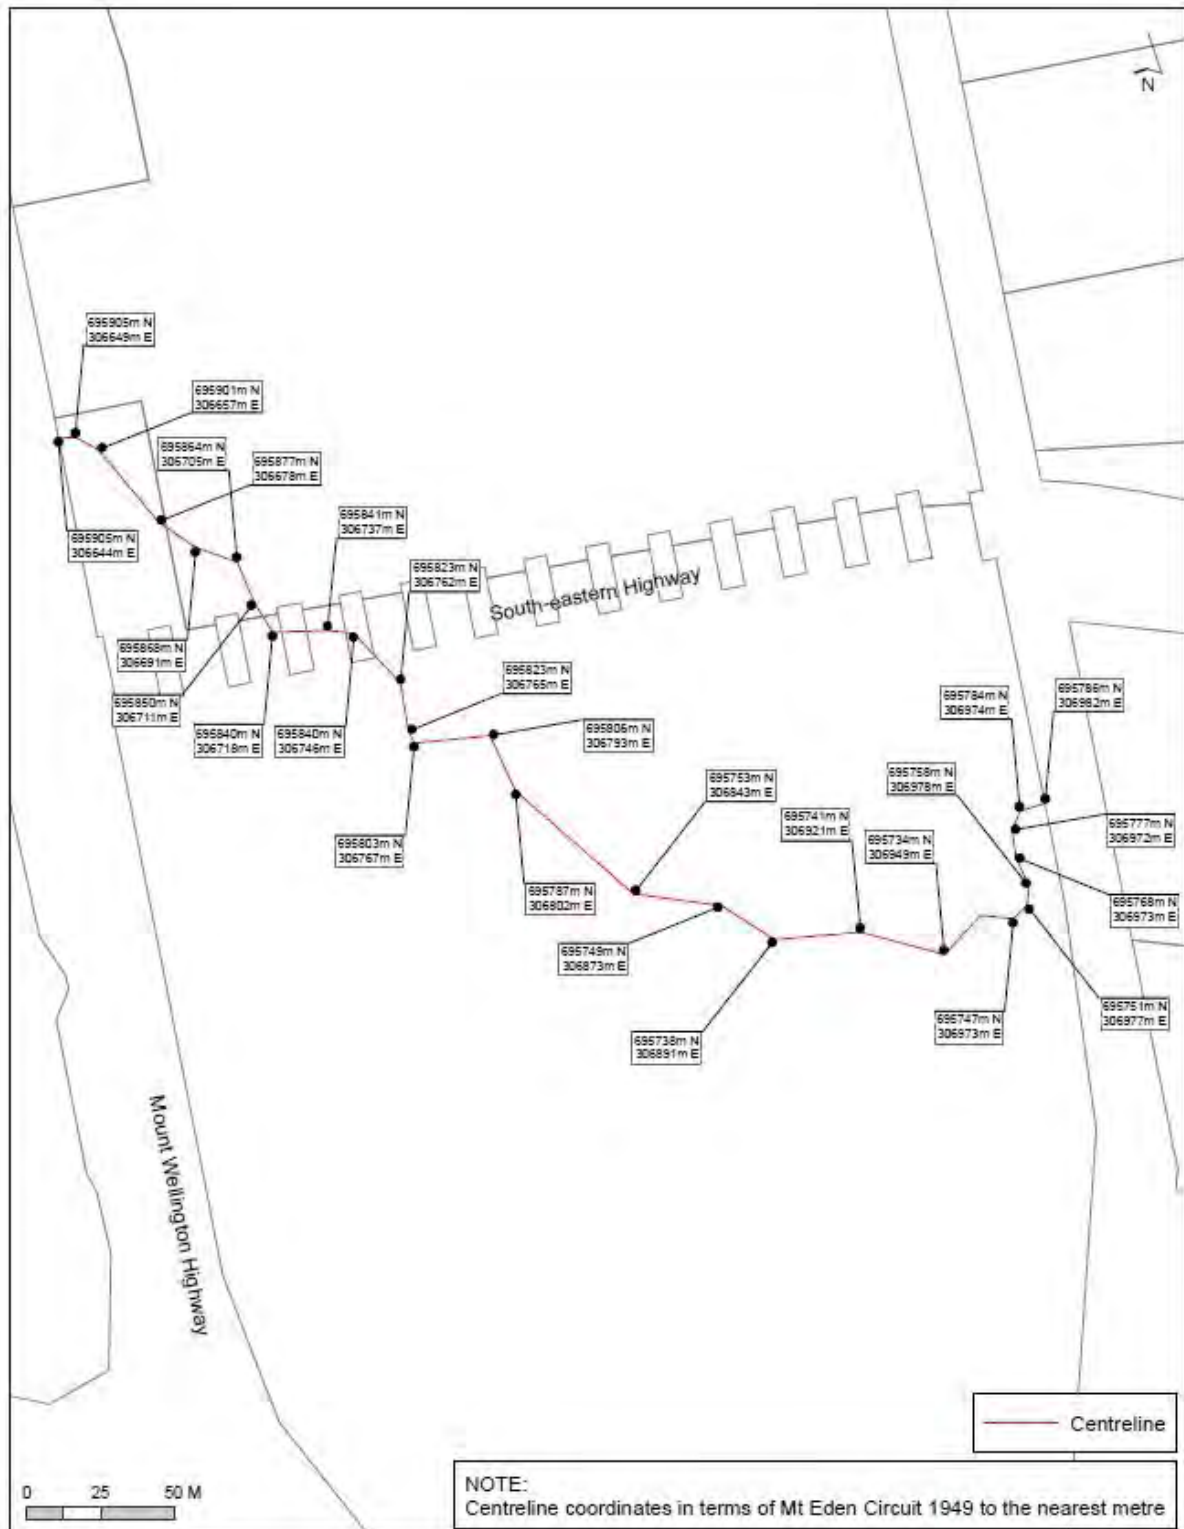 N
695905m N
306649m E
695901m N
306657m E
695864m N
306705m E
695877m N
306678m E
695905m N
306644m E
695841m N
306737m E
695823m N
306762m E
South-eastern Highway
695868m N
306691m E
695850m N
306711m E
695840m N
306718m E
695840m N
306746m E
695823m N
306765m E
695806m N
306793m E
695784m N
306974m E
695786m N
306982m E
695758m N
306978m E
695753m N
306843m E
695741m N
306921m E
695734m N
306949m E
695777m N
306972m E
695803m N
306767m E
695787m N
306802m E
695768m N
306973m E
695749m N
306873m E
695738m N
306891m E
695747m N
306973m E
695751m N
306977m E
Mount Wellington Highway
Centreline
0 25 50 M
NOTE:
Centreline coordinates in terms of Mt Eden Circuit 1949 to the nearest metre